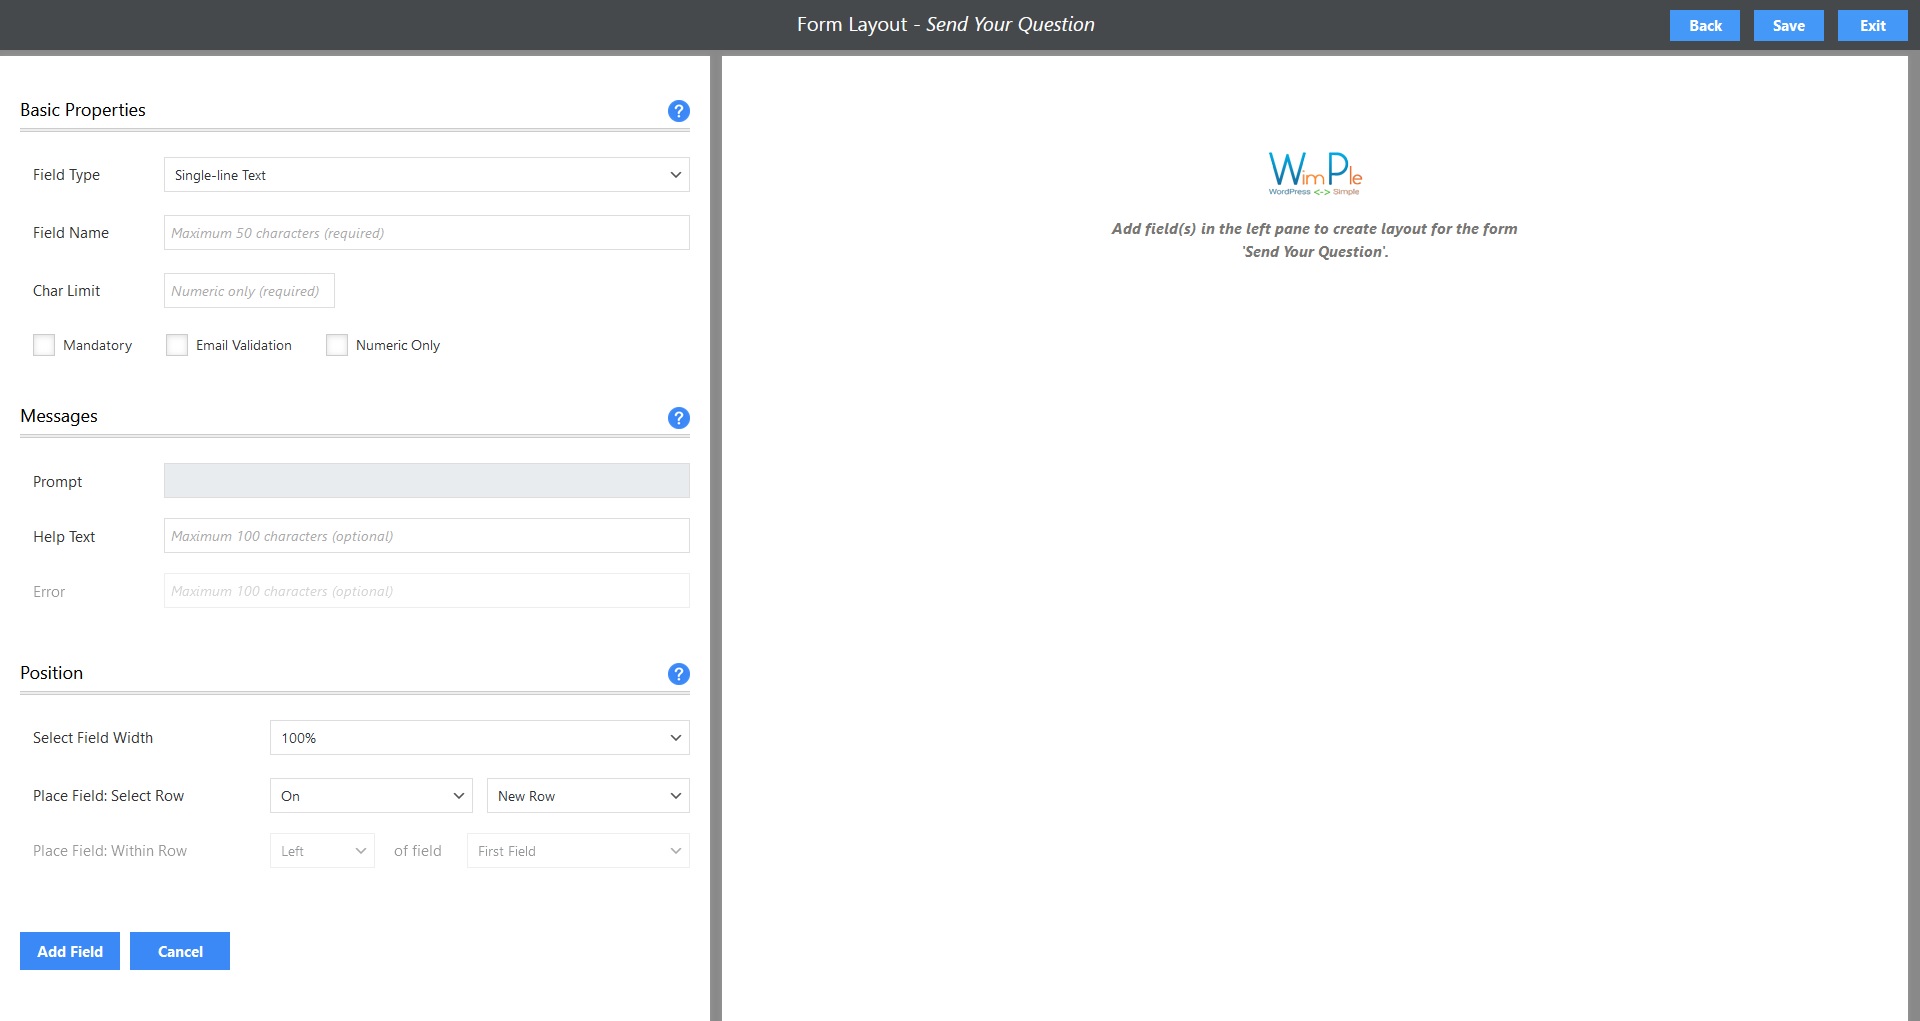 Form Layout - Send Your Question
Back
Save
Exit
Basic Properties
?
Field Type
Single-line Text
Field Name
Maximum 50 characters (required)
Char Limit
Numeric only (required)
Mandatory
Email Validation
Numeric Only
Messages
?
Prompt
Help Text
Maximum 100 characters (optional)
Error
Maximum 100 characters (optional)
Position
?
Select Field Width
100%
Place Field: Select Row
On
New Row
Place Field: Within Row
Left
of field
First Field
Add Field
Cancel
WimPle
WordPress <-> Simple
Add field(s) in the left pane to create layout for the form
'Send Your Question'.